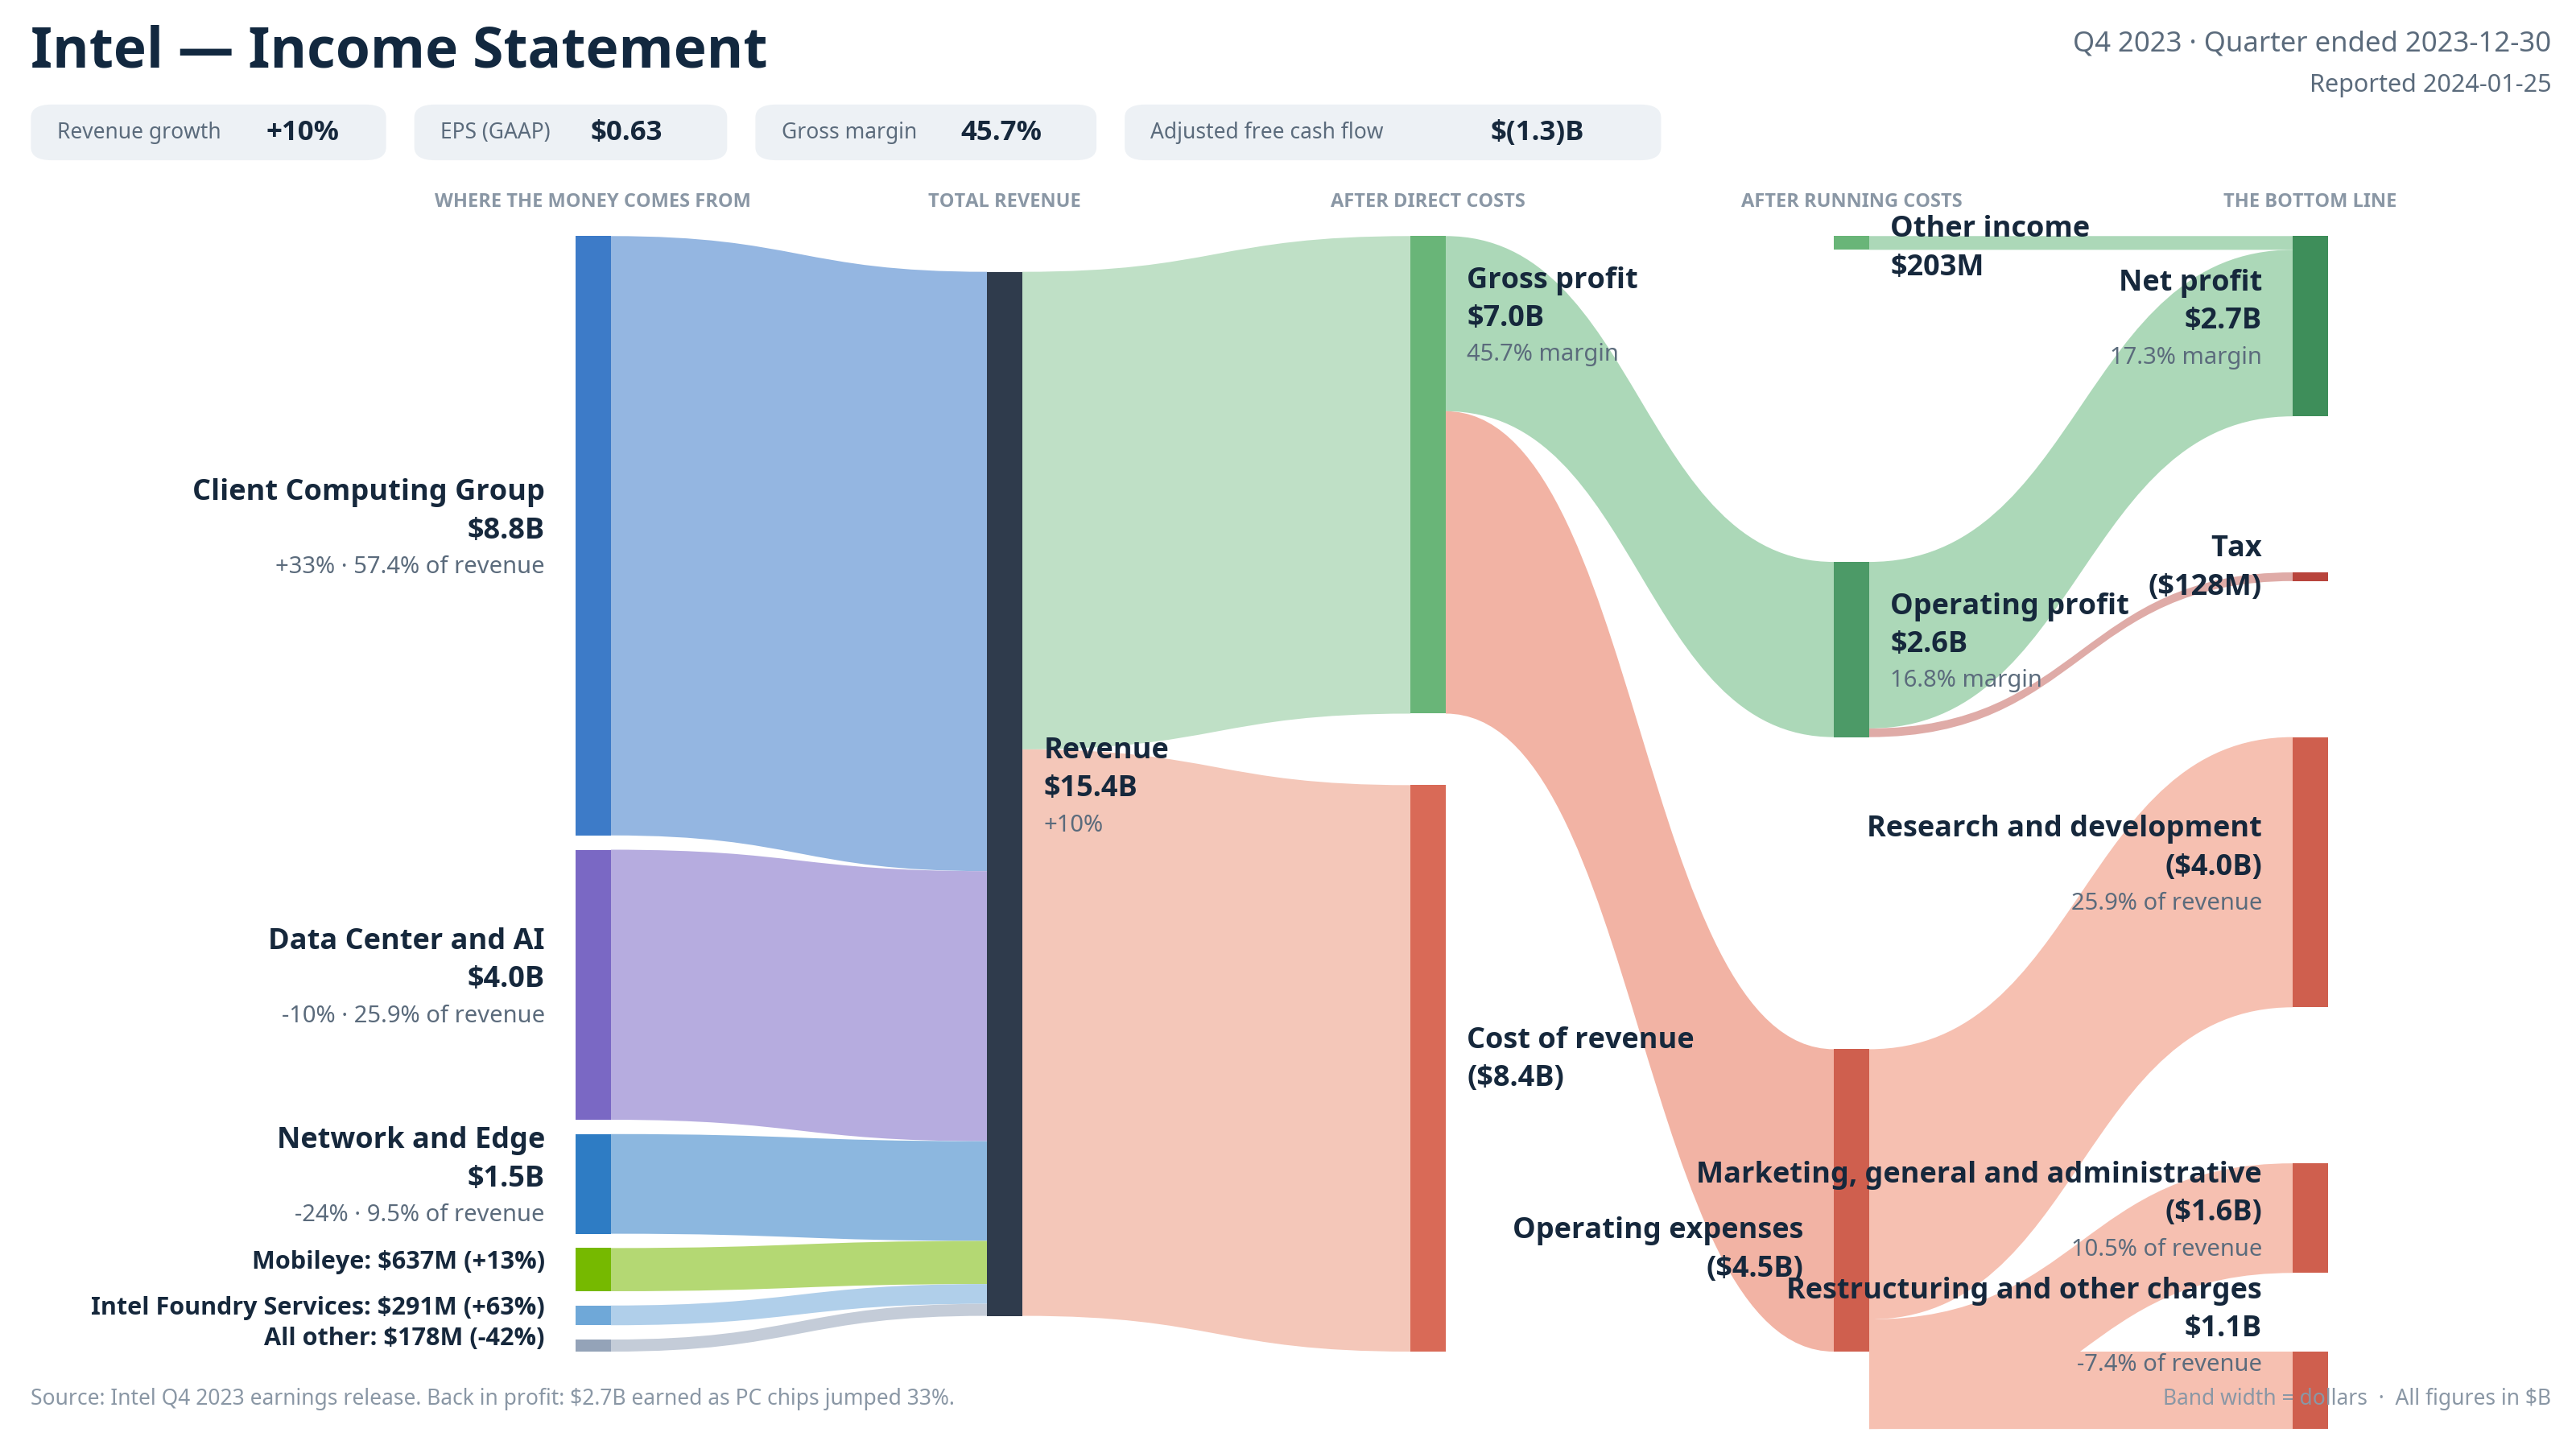 Intel — Income Statement
Q4 2023 · Quarter ended 2023-12-30
Reported 2024-01-25
Revenue growth +10%
EPS (GAAP) $0.63
Gross margin 45.7%
Adjusted free cash flow $(1.3)B
WHERE THE MONEY COMES FROM
TOTAL REVENUE
AFTER DIRECT COSTS
AFTER RUNNING COSTS
THE BOTTOM LINE
Client Computing Group
$8.8B
+33% · 57.4% of revenue
Data Center and AI
$4.0B
-10% · 25.9% of revenue
Network and Edge
$1.5B
-24% · 9.5% of revenue
Mobileye: $637M (+13%)
Intel Foundry Services: $291M (+63%)
All other: $178M (-42%)
Revenue
$15.4B
+10%
Gross profit
$7.0B
45.7% margin
Cost of revenue
($8.4B)
Other income
$203M
Operating profit
$2.6B
16.8% margin
Operating expenses
($4.5B)
Net profit
$2.7B
17.3% margin
Tax
($128M)
Research and development
($4.0B)
25.9% of revenue
Marketing, general and administrative
($1.6B)
10.5% of revenue
Restructuring and other charges
$1.1B
-7.4% of revenue
Source: Intel Q4 2023 earnings release. Back in profit: $2.7B earned as PC chips jumped 33%.
Band width = dollars · All figures in $B